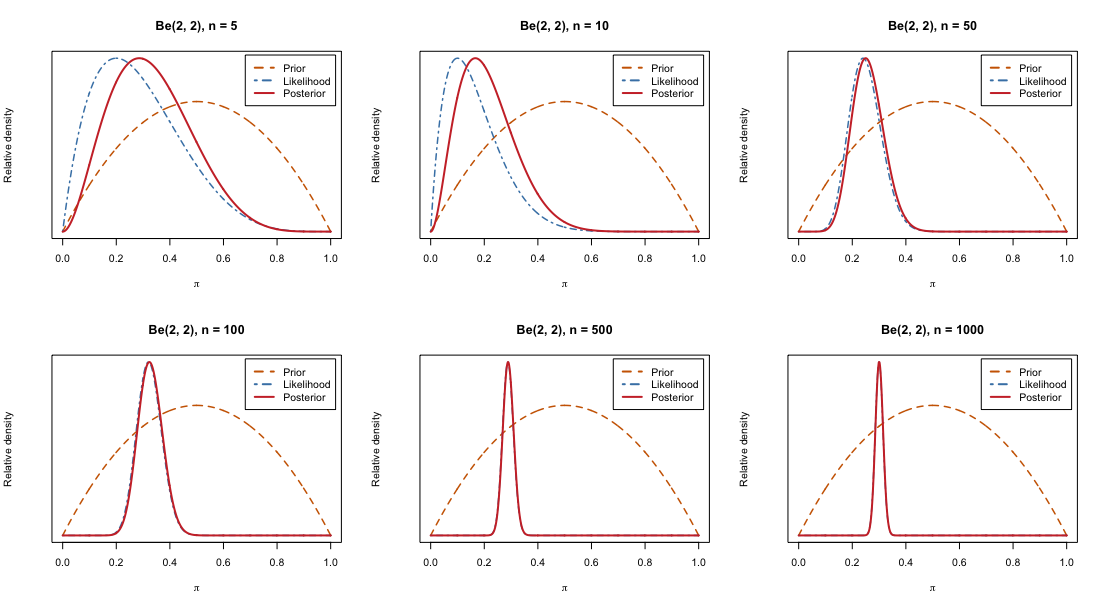 Be(2, 2), n = 5
Prior
Likelihood
Posterior
Relative density
0.0 0.2 0.4 0.6 0.8 1.0
π
Be(2, 2), n = 10
Prior
Likelihood
Posterior
Relative density
0.0 0.2 0.4 0.6 0.8 1.0
π
Be(2, 2), n = 50
Prior
Likelihood
Posterior
Relative density
0.0 0.2 0.4 0.6 0.8 1.0
π
Be(2, 2), n = 100
Prior
Likelihood
Posterior
Relative density
0.0 0.2 0.4 0.6 0.8 1.0
π
Be(2, 2), n = 500
Prior
Likelihood
Posterior
Relative density
0.0 0.2 0.4 0.6 0.8 1.0
π
Be(2, 2), n = 1000
Prior
Likelihood
Posterior
Relative density
0.0 0.2 0.4 0.6 0.8 1.0
π